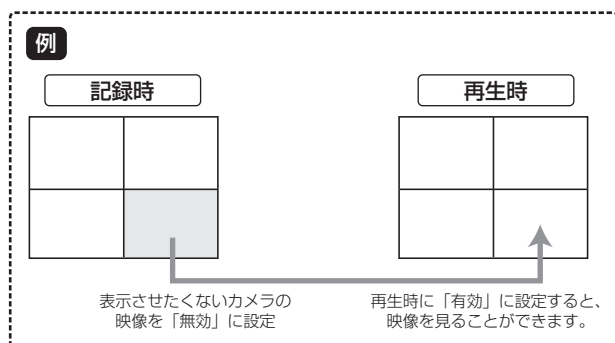 例
記録時
再生時
表示させたくないカメラの
映像を「無効」に設定
再生時に「有効」に設定すると、
映像を見ることができます。